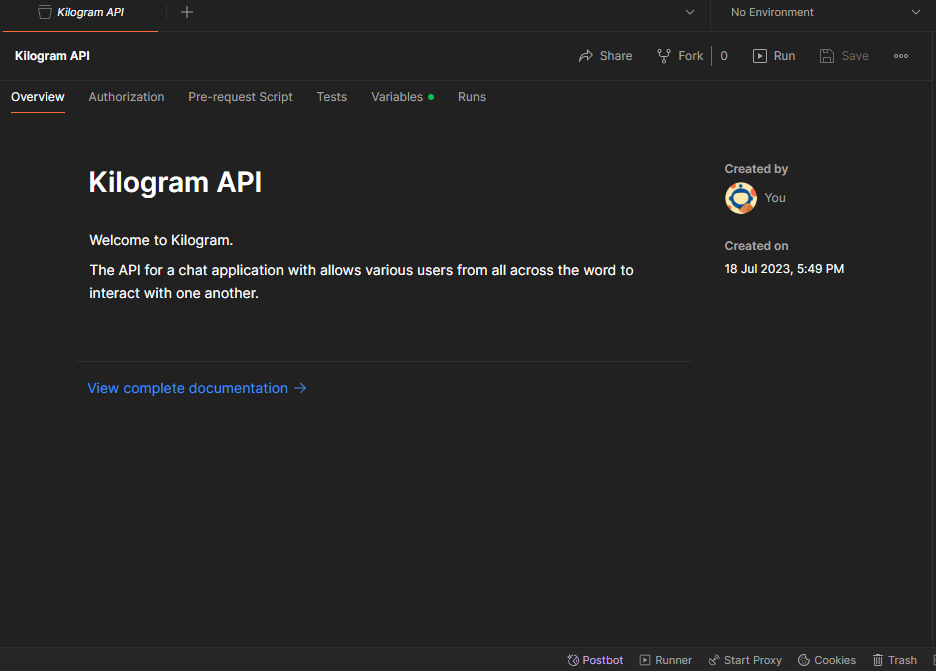 Kilogram API
No Environment
Kilogram API
Share
Fork
0
Run
Save
Overview
Authorization
Pre-request Script
Tests
Variables
Runs
Kilogram API
Welcome to Kilogram.
The API for a chat application with allows various users from all across the word to
interact with one another.
View complete documentation →
Created by
You
Created on
18 Jul 2023, 5:49 PM
Postbot
Runner
Start Proxy
Cookies
Trash